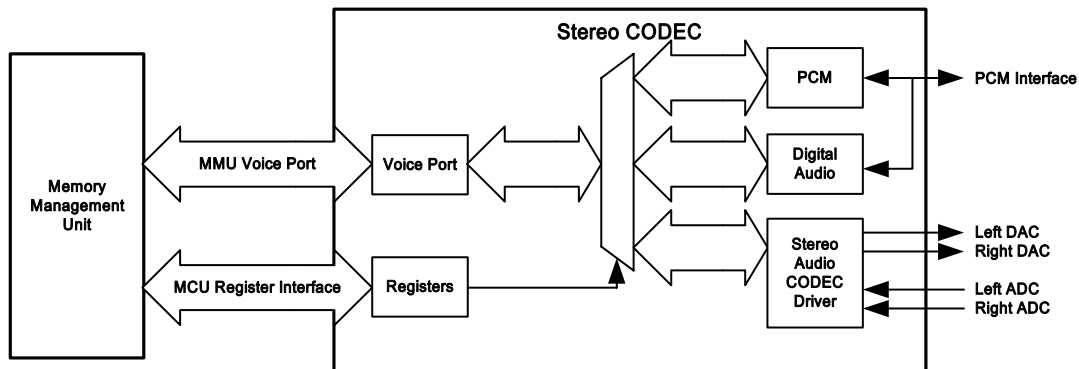 Stereo CODEC
PCM
PCM Interface
MMU Voice Port
Voice Port
Digital
Audio
Memory
Management
Unit
Stereo
Audio
CODEC
Driver
Left DAC
Right DAC
MCU Register Interface
Registers
Left ADC
Right ADC